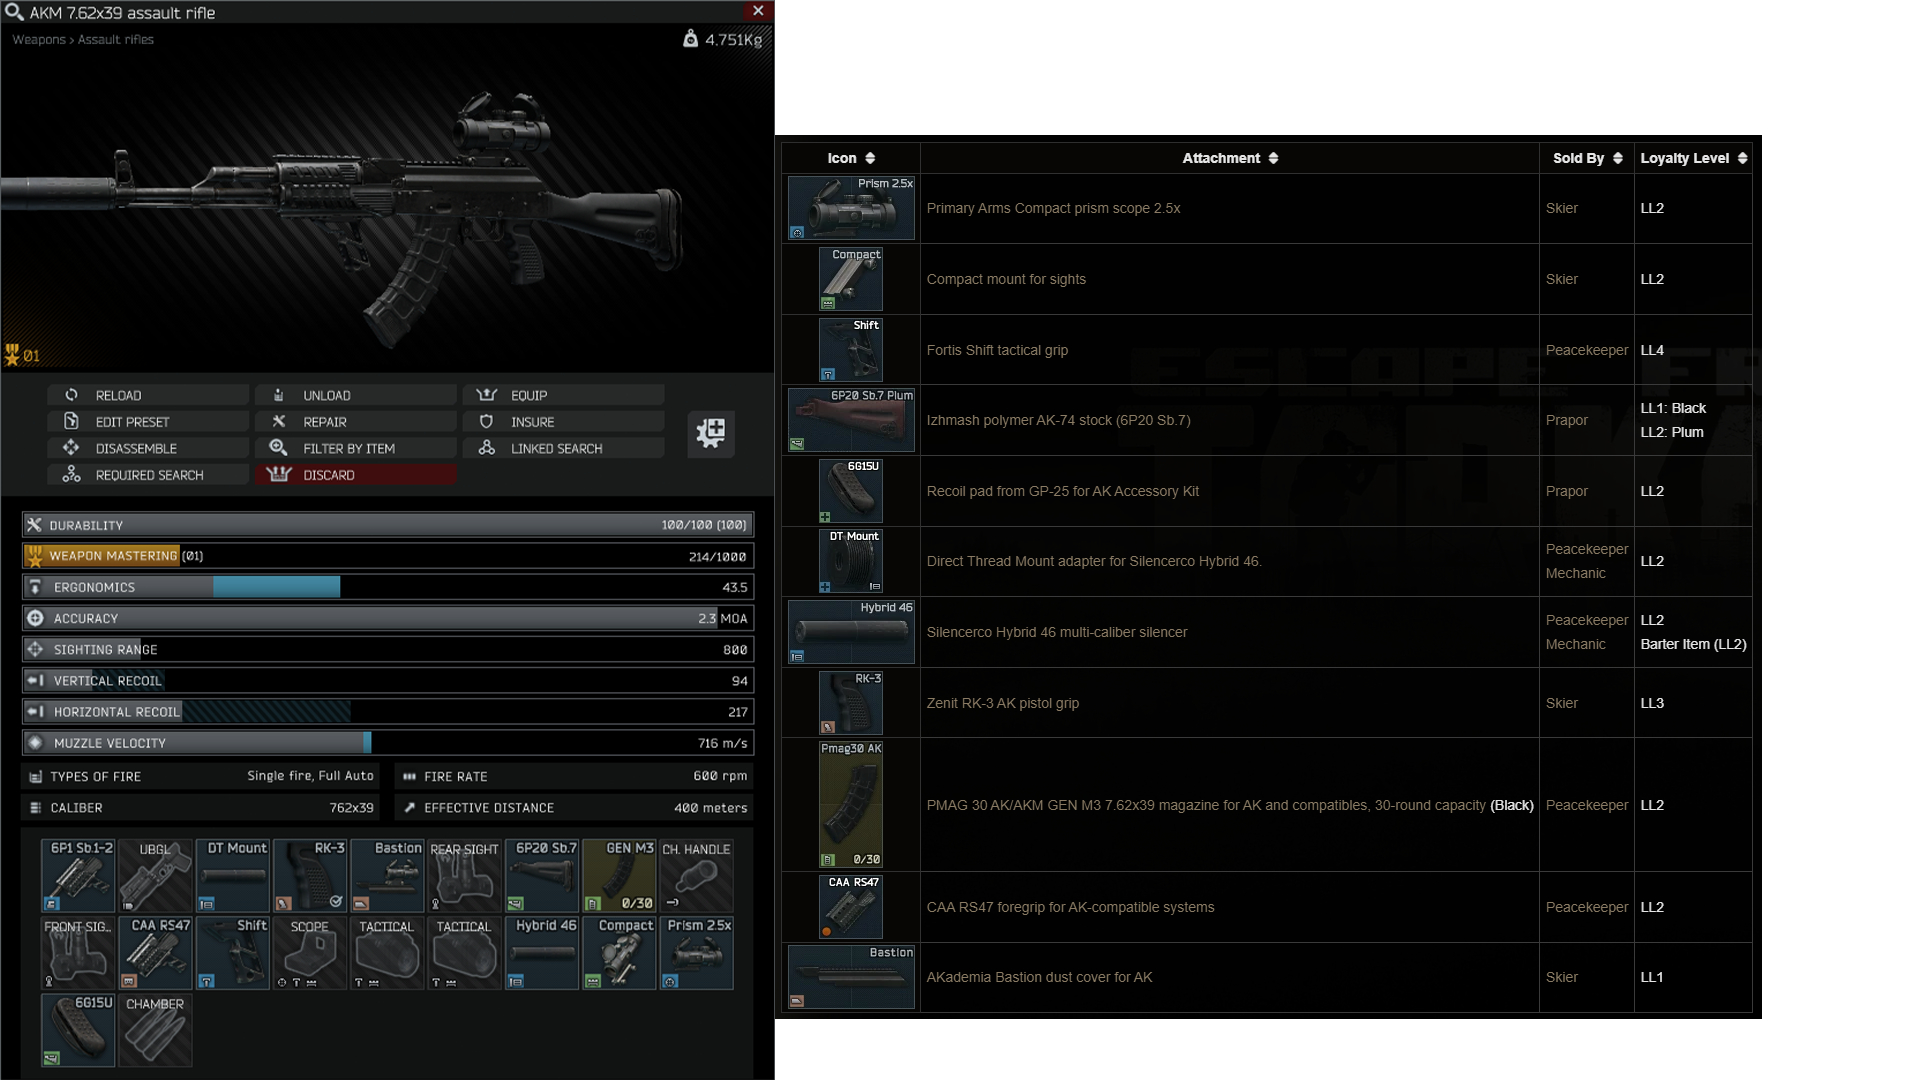 AKM 7.62x39 assault rifle
Weapons > Assault rifles
4.751Kg
01
RELOAD
UNLOAD
EQUIP
EDIT PRESET
REPAIR
INSURE
DISASSEMBLE
FILTER BY ITEM
LINKED SEARCH
REQUIRED SEARCH
DISCARD
DURABILITY 100/100 (100)
WEAPON MASTERING (01) 214/1000
ERGONOMICS 43.5
ACCURACY 2.3 MOA
SIGHTING RANGE 800
VERTICAL RECOIL 94
HORIZONTAL RECOIL 217
MUZZLE VELOCITY 716 m/s
TYPES OF FIRE Single fire, Full Auto
FIRE RATE 600 rpm
CALIBER 762x39
EFFECTIVE DISTANCE 400 meters
6P1 Sb.1-2
UBGL
DT Mount
RK-3
Bastion
REAR SIGHT
6P20 Sb.7
GEN M3
0/30
CH. HANDLE
FRONT SIG...
CAA RS47
Shift
SCOPE
TACTICAL
TACTICAL
Hybrid 46
Compact
Prism 2.5x
6G15U
CHAMBER
Icon Attachment Sold By Loyalty Level
Prism 2.5x
Primary Arms Compact prism scope 2.5x Skier LL2
Compact
Compact mount for sights Skier LL2
Shift
Fortis Shift tactical grip Peacekeeper LL4
6P20 Sb.7 Plum
Izhmash polymer AK-74 stock (6P20 Sb.7) Prapor
LL1: Black
LL2: Plum
6G15U
Recoil pad from GP-25 for AK Accessory Kit Prapor LL2
DT Mount
Direct Thread Mount adapter for Silencerco Hybrid 46.
Peacekeeper
Mechanic
LL2
Hybrid 46
Silencerco Hybrid 46 multi-caliber silencer
Peacekeeper
Mechanic
LL2
Barter Item (LL2)
RK-3
Zenit RK-3 AK pistol grip Skier LL3
Pmag30 AK
0/30
PMAG 30 AK/AKM GEN M3 7.62x39 magazine for AK and compatibles, 30-round capacity (Black) Peacekeeper LL2
CAA RS47
CAA RS47 foregrip for AK-compatible systems Peacekeeper LL2
Bastion
AKademia Bastion dust cover for AK Skier LL1